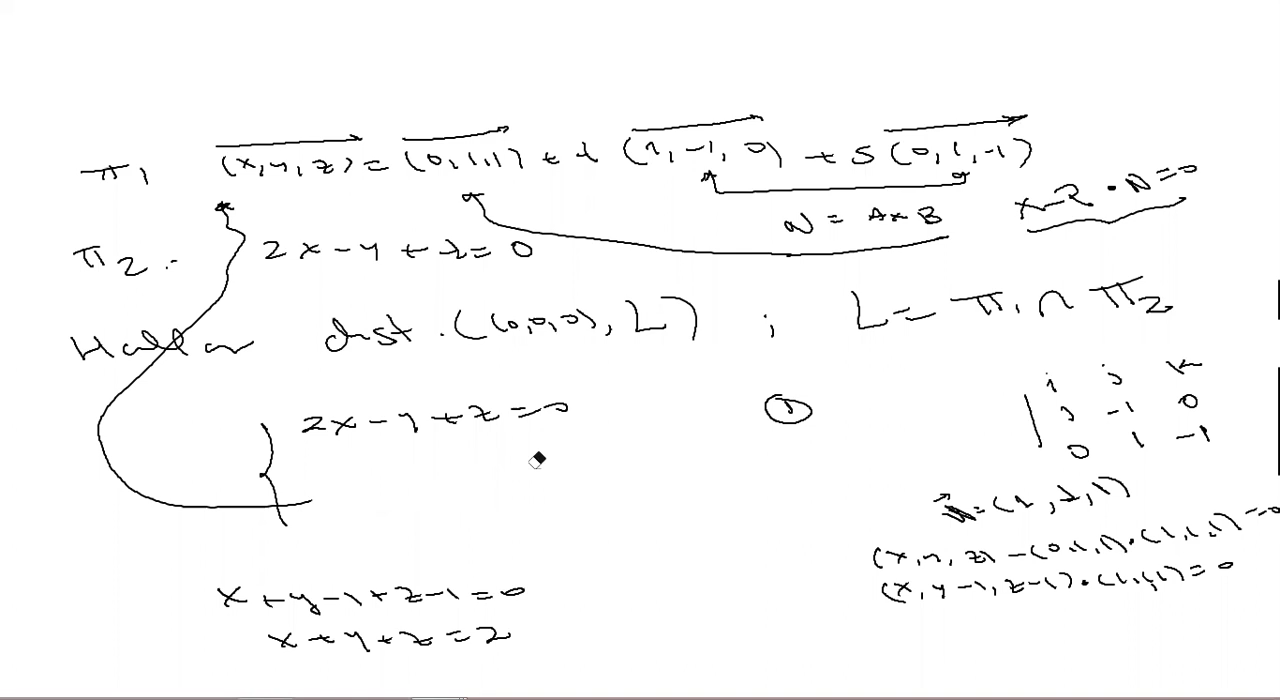 π1 (x,y,z) = (0,1,1) + t (1,-1,0) + s (0,1,-1)
N = A×B
x-P • N = 0
π2 :- 2x - y + z = 0
Hallar dist. ((0,0,0), L) ; L = π1 ∩ π2
2x - y + z = 0
①
i j k
1 -1 0
0 1 -1
n = (1,1,1)
(x,y,z) - (0,1,1) • (1,1,1) = 0
(x, y-1, z-1) • (1,1,1) = 0
x + y - 1 + z - 1 = 0
x + y + z = 2